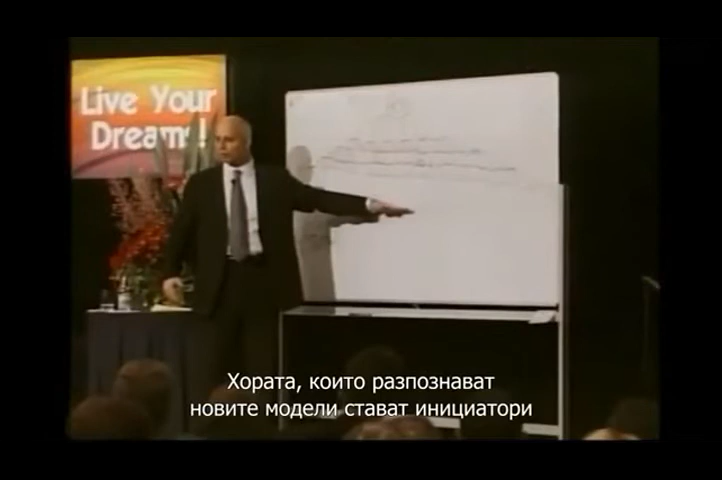 Live Your
Dreams!
Хората, които разпознават
новите модели стават инициатори